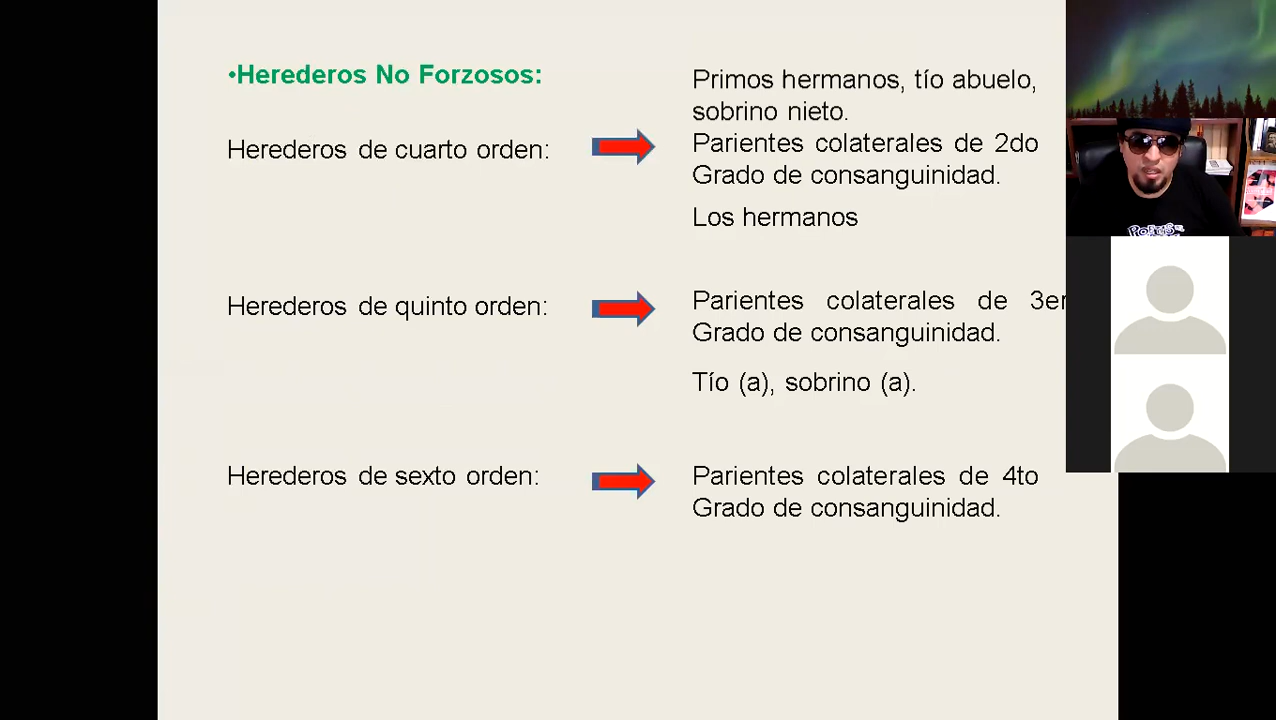 •Herederos No Forzosos:
Primos hermanos, tío abuelo,
sobrino nieto.
Herederos de cuarto orden:
Parientes colaterales de 2do
Grado de consanguinidad.
Los hermanos
Herederos de quinto orden:
Parientes colaterales de 3er
Grado de consanguinidad.
Tío (a), sobrino (a).
Herederos de sexto orden:
Parientes colaterales de 4to
Grado de consanguinidad.